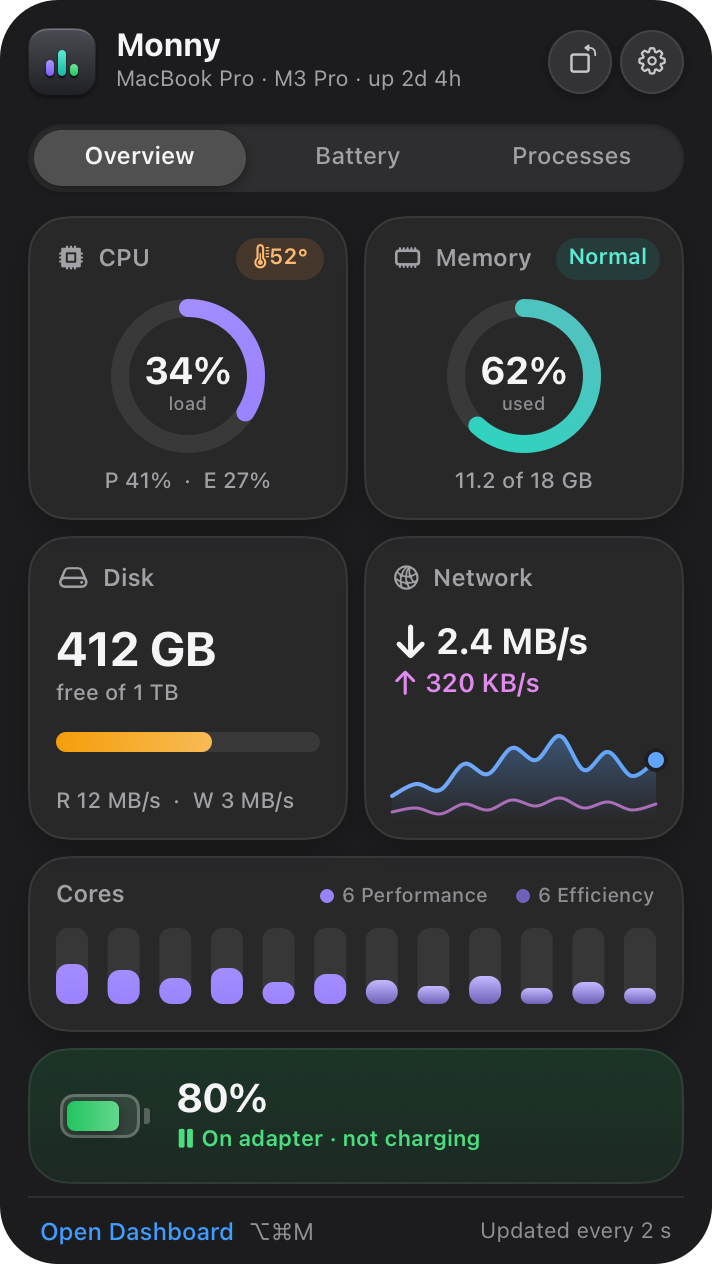 Monny
MacBook Pro · M3 Pro · up 2d 4h
Overview
Battery
Processes
CPU
52°
34%
load
P 41% · E 27%
Memory
Normal
62%
used
11.2 of 18 GB
Disk
412 GB
free of 1 TB
R 12 MB/s · W 3 MB/s
Network
↓ 2.4 MB/s
↑ 320 KB/s
Cores
6 Performance
6 Efficiency
80%
On adapter · not charging
Open Dashboard ⌥⌘M
Updated every 2 s